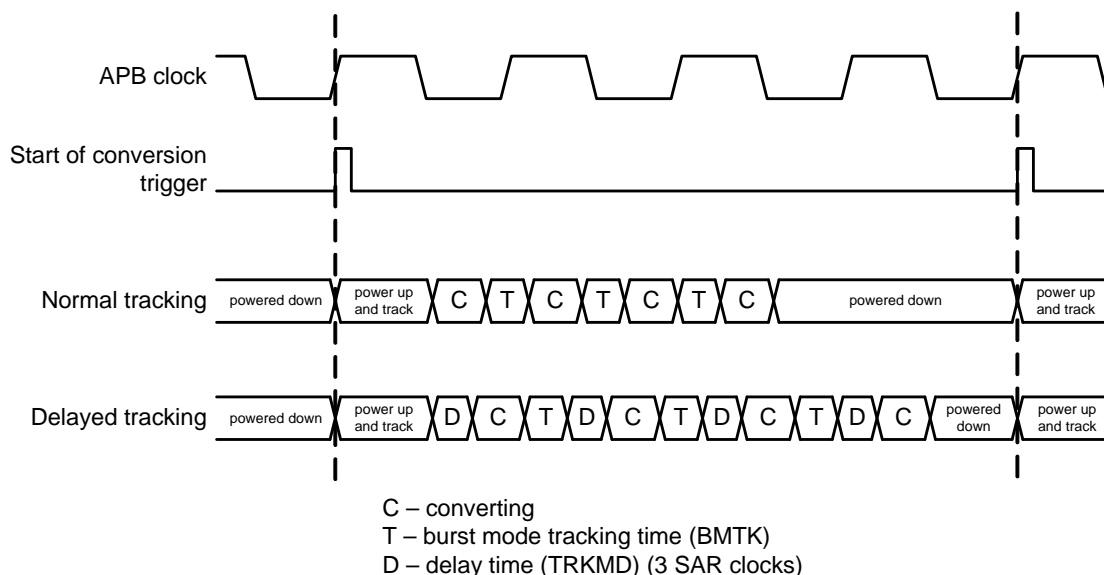 APB clock
Start of conversion
trigger
Normal tracking
powered down
power up
and track
C T C T C T C
powered down
power up
and track
Delayed tracking
powered down
power up
and track
D C T D C T D C T D C
powered
down
power up
and track
C – converting
T – burst mode tracking time (BMTK)
D – delay time (TRKMD) (3 SAR clocks)